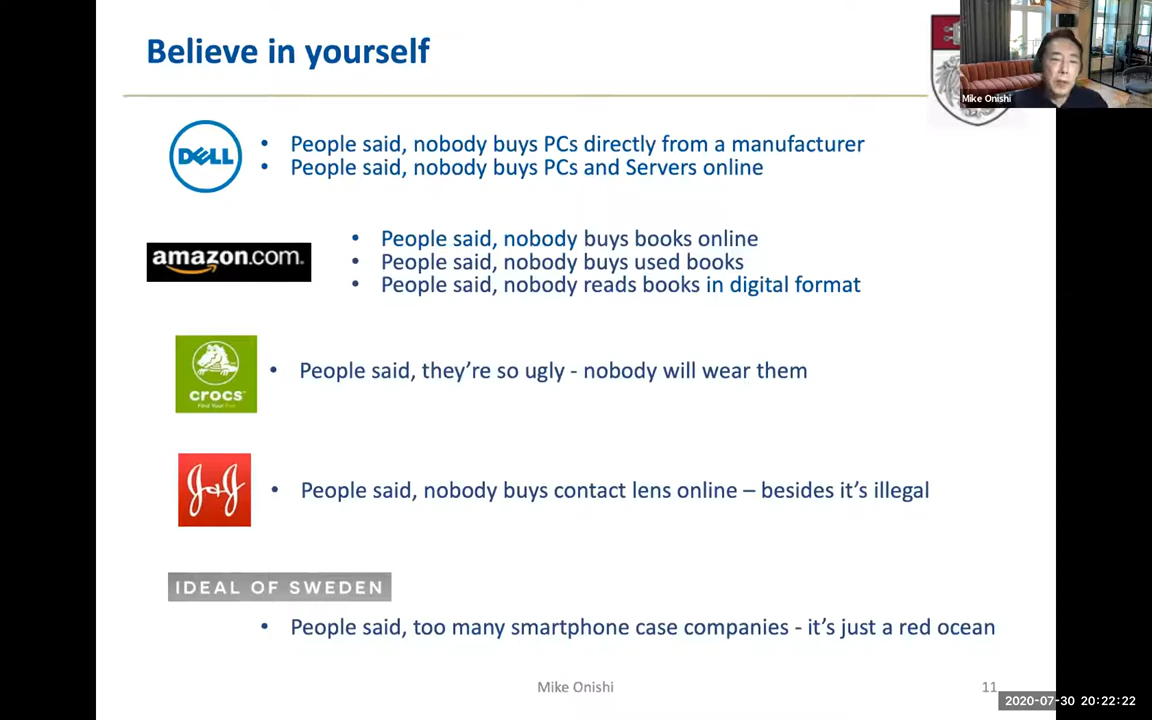 Believe in yourself
Mike Onishi
DELL
• People said, nobody buys PCs directly from a manufacturer
• People said, nobody buys PCs and Servers online
amazon.com
• People said, nobody buys books online
• People said, nobody buys used books
• People said, nobody reads books in digital format
crocs™
• People said, they're so ugly - nobody will wear them
J&J
• People said, nobody buys contact lens online – besides it's illegal
IDEAL OF SWEDEN
• People said, too many smartphone case companies - it's just a red ocean
Mike Onishi
11
2020-07-30 20:22:22